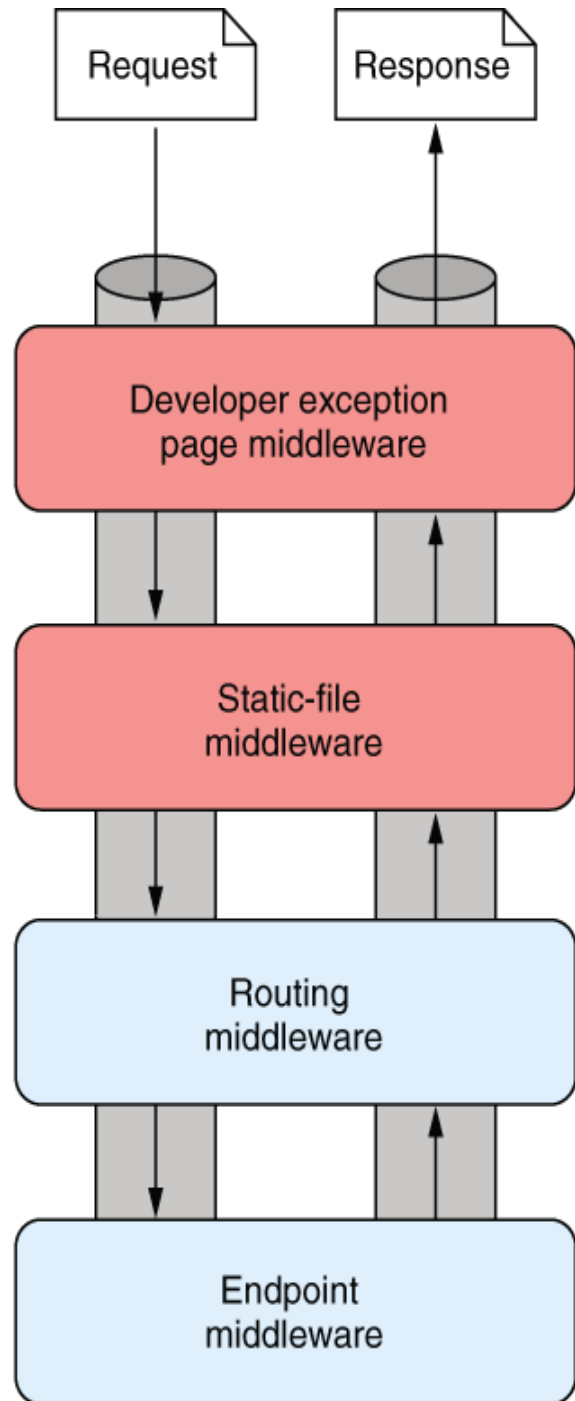 Request
Response
Developer exception
page middleware
Static-file
middleware
Routing
middleware
Endpoint
middleware